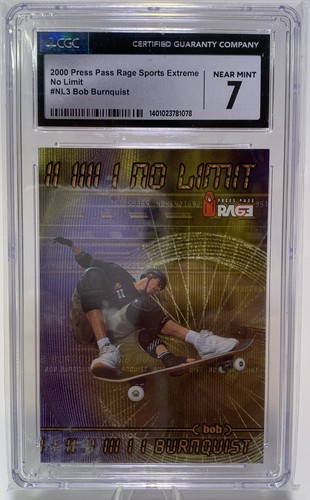 CGC
CERTIFIED GUARANTY COMPANY
2000 Press Pass Rage Sports Extreme
No Limit
#NL3 Bob Burnquist
NEAR MINT
7
1401023781078
NO LIMIT
PRESS PASS
RAGE
bob
BURNQUIST